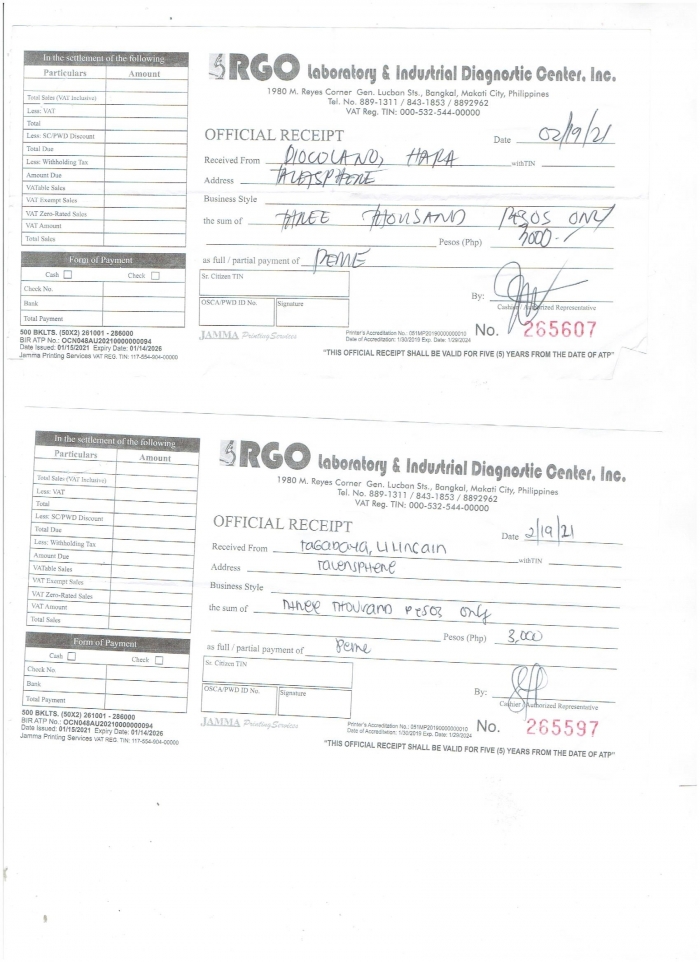 In the settlement of the following
Particulars Amount
Total Sales (VAT Inclusive)
Less: VAT
Total
Less: SC/PWD Discount
Total Due
Less: Withholding Tax
Amount Due
VATable Sales
VAT Exempt Sales
VAT Zero-Rated Sales
VAT Amount
Total Sales
Form of Payment
Cash Check
Check No.
Bank
Total Payment
500 BKLTS. (50X2) 261001 - 286000
BIR ATP No.: OCN048AU20210000000094
Date Issued: 01/15/2021 Expiry Date: 01/14/2026
Jamma Printing Services VAT REG. TIN: 117-554-604-00000
RGO Laboratory & Industrial Diagnostic Center, Inc.
1980 M. Reyes Corner Gen. Lucban Sts., Bangkal, Makati City, Philippines
Tel. No. 889-1311 / 843-1853 / 8892962
VAT Reg. TIN: 000-532-544-00000
OFFICIAL RECEIPT Date 02/19/21
Received From DIOCOLANO, HARA withTIN
Address
Business Style
the sum of THREE THOUSAND PESOS ONLY
Pesos (Php) 3000.-
as full / partial payment of PEME
Sr. Citizen TIN
OSCA/PWD ID No. Signature
By:
Cashier / Authorized Representative
JAMMA Printing Services
Printer's Accreditation No.: 051MP20190000000010
Date of Accreditation: 1/30/2019 Exp. Date: 1/29/2024
No. 265607
"THIS OFFICIAL RECEIPT SHALL BE VALID FOR FIVE (5) YEARS FROM THE DATE OF ATP"
In the settlement of the following
Particulars Amount
Total Sales (VAT Inclusive)
Less: VAT
Total
Less: SC/PWD Discount
Total Due
Less: Withholding Tax
Amount Due
VATable Sales
VAT Exempt Sales
VAT Zero-Rated Sales
VAT Amount
Total Sales
Form of Payment
Cash Check
Check No.
Bank
Total Payment
500 BKLTS. (50X2) 261001 - 286000
BIR ATP No.: OCN048AU20210000000094
Date Issued: 01/15/2021 Expiry Date: 01/14/2026
Jamma Printing Services VAT REG. TIN: 117-554-604-00000
RGO Laboratory & Industrial Diagnostic Center, Inc.
1980 M. Reyes Corner Gen. Lucban Sts., Bangkal, Makati City, Philippines
Tel. No. 889-1311 / 843-1853 / 8892962
VAT Reg. TIN: 000-532-544-00000
OFFICIAL RECEIPT Date 2/19/21
Received From withTIN
Address Talensphere
Business Style
the sum of Three Thousand pesos only
Pesos (Php) 3,000
as full / partial payment of peme
Sr. Citizen TIN
OSCA/PWD ID No. Signature
By:
Cashier / Authorized Representative
JAMMA Printing Services
Printer's Accreditation No.: 051MP20190000000010
Date of Accreditation: 1/30/2019 Exp. Date: 1/29/2024
No. 265597
"THIS OFFICIAL RECEIPT SHALL BE VALID FOR FIVE (5) YEARS FROM THE DATE OF ATP"